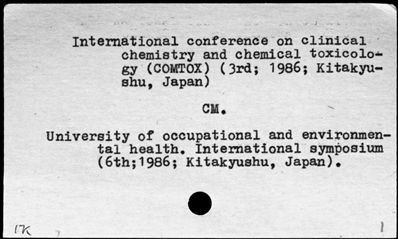 International conference on clinical
chemistry and chemical toxicolo-
gy (COMTOX) (3rd; 1986; Kitakyu-
shu, Japan)
CM.
University of occupational and environmen-
tal health. International symposium
(6th;1986; Kitakyushu, Japan).